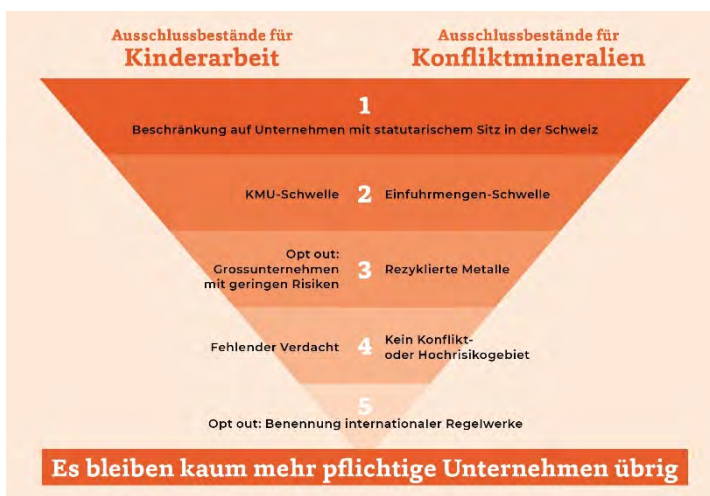 Ausschlussbestände für
Kinderarbeit
Ausschlussbestände für
Konfliktmineralien
1
Beschränkung auf Unternehmen mit statutarischem Sitz in der Schweiz
KMU-Schwelle 2 Einfuhrmengen-Schwelle
Opt out:
Grossunternehmen
mit geringen Risiken
3 Rezyklierte Metalle
Fehlender Verdacht 4 Kein Konflikt-
oder Hochrisikogebiet
5
Opt out: Benennung internationaler Regelwerke
Es bleiben kaum mehr pflichtige Unternehmen übrig